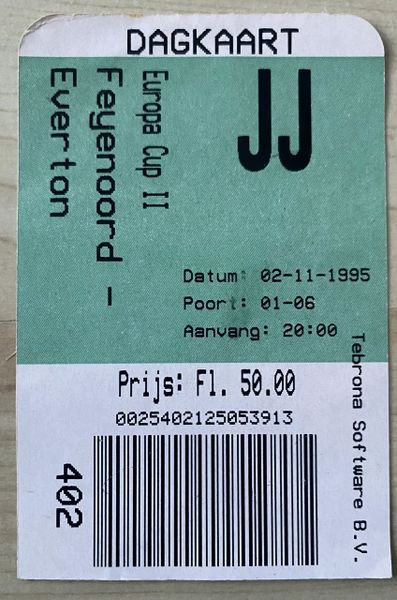 DAGKAART
JJ
Europa Cup II
Feyenoord -
Everton
Datum: 02-11-1995
Poort: 01-06
Aanvang: 20:00
Prijs: Fl. 50.00
0025402125053913
402
Tebrona Software B.V.